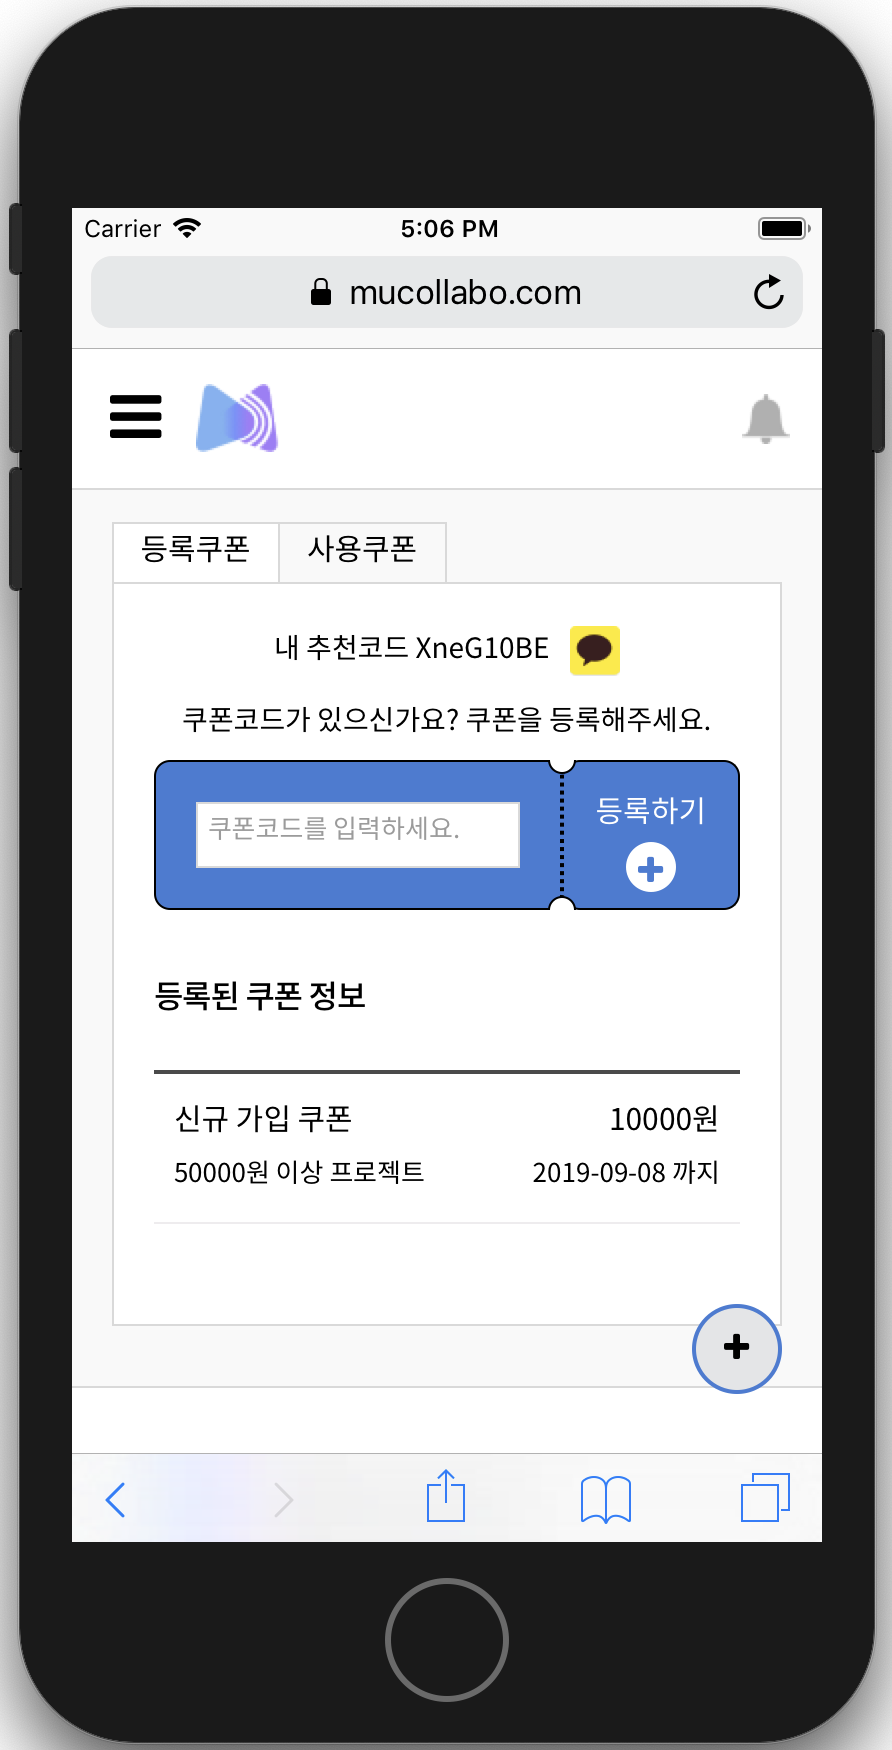 Carrier 5:06 PM
mucollabo.com
등록쿠폰 사용쿠폰
내 추천코드 XneG10BE
쿠폰코드가 있으신가요? 쿠폰을 등록해주세요.
쿠폰코드를 입력하세요. 등록하기
등록된 쿠폰 정보
신규 가입 쿠폰 10000원
50000원 이상 프로젝트 2019-09-08 까지